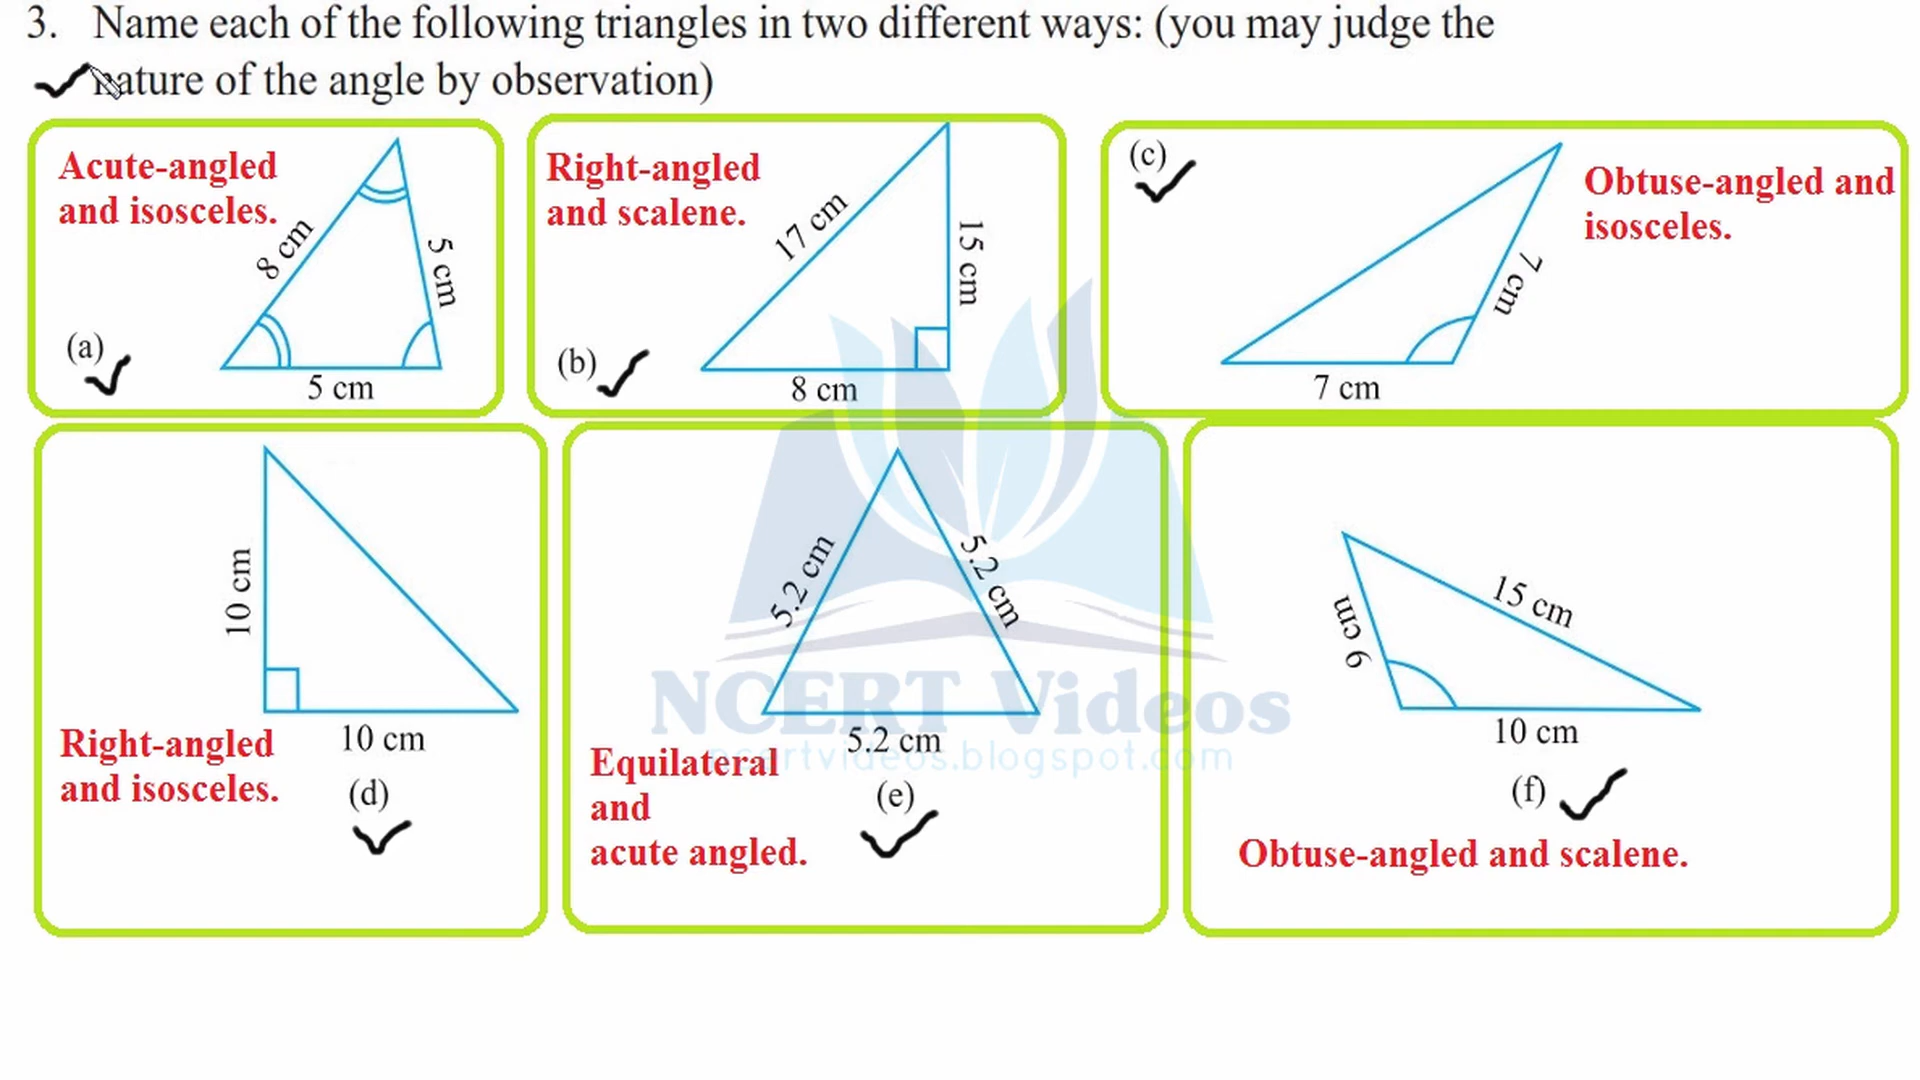 3. Name each of the following triangles in two different ways: (you may judge the
nature of the angle by observation)
Acute-angled
and isosceles.
8 cm
5 cm
(a)
5 cm
Right-angled
and scalene.
17 cm
15 cm
(b)
8 cm
(c)
Obtuse-angled and
isosceles.
7 cm
7 cm
10 cm
Right-angled
and isosceles.
10 cm
(d)
5.2 cm
5.2 cm
5.2 cm
Equilateral
and
acute angled.
(e)
15 cm
9 cm
10 cm
(f)
Obtuse-angled and scalene.
NCERT Videos
ncertvideos.blogspot.com